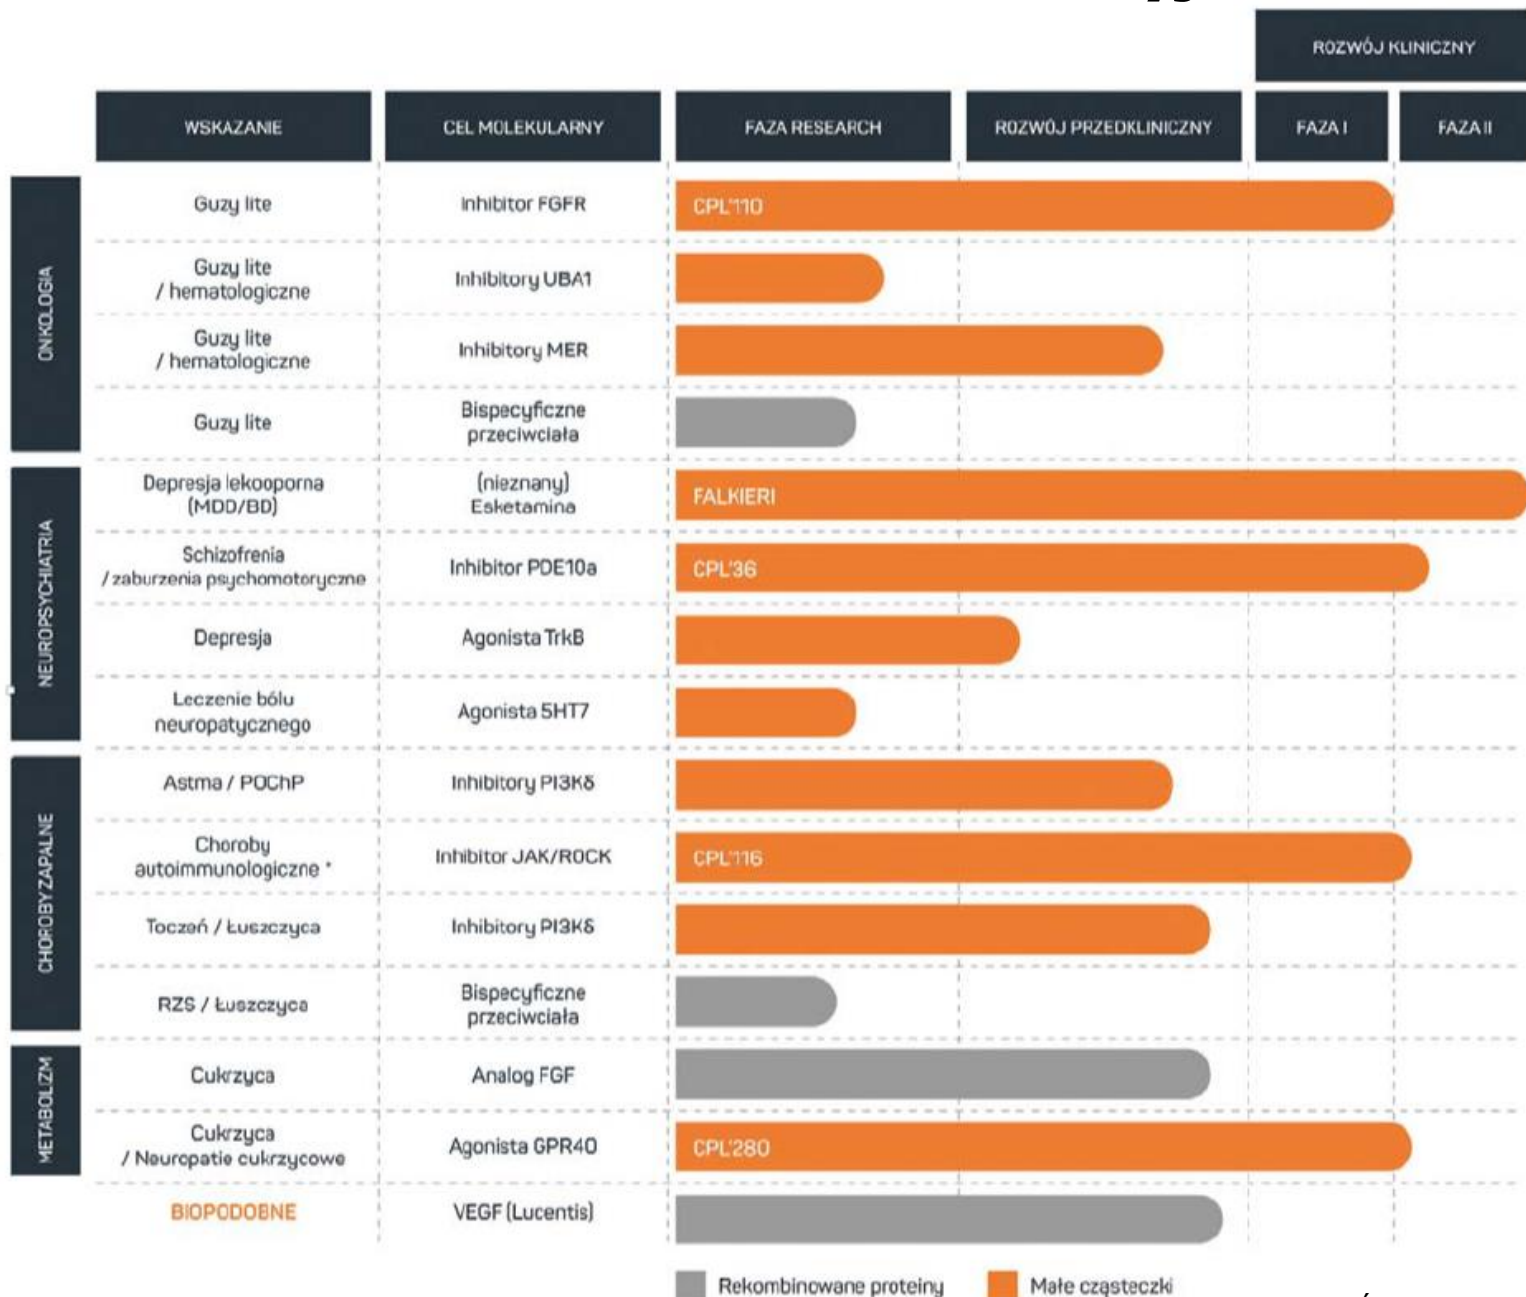 ROZWÓJ KLINICZNY
WSKAZANIE
CEL MOLEKULARNY
FAZA RESEARCH
ROZWÓJ PRZEDKLINICZNY
FAZA I
FAZA II
ONKOLOGIA
Guzy lite
Inhibitor FGFR
CPL'110
Guzy lite
/ hematologiczne
Inhibitory UBA1
Guzy lite
/ hematologiczne
Inhibitory MER
Guzy lite
Bispecyficzne
przeciwciała
NEUROPSYCHIATRIA
Depresja lekooporna
(MDD/BD)
(nieznany)
Esketamina
FALKIERI
Schizofrenia
/ zaburzenia psychomotoryczne
Inhibitor PDE10a
CPL'36
Depresja
Agonista TrkB
Leczenie bólu
neuropatycznego
Agonista 5HT7
CHOROBY ZAPALNE
Astma / POChP
Inhibitory PI3Kδ
Choroby
autoimmunologiczne *
Inhibitor JAK/ROCK
CPL'116
Toczeń / Łuszczyca
Inhibitory PI3Kδ
RZS / Łuszczyca
Bispecyficzne
przeciwciała
METABOLIZM
Cukrzyca
Analog FGF
Cukrzyca
/ Neuropatie cukrzycowe
Agonista GPR40
CPL'280
BIOPODOBNE
VEGF (Lucentis)
Rekombinowane proteiny
Małe cząsteczki